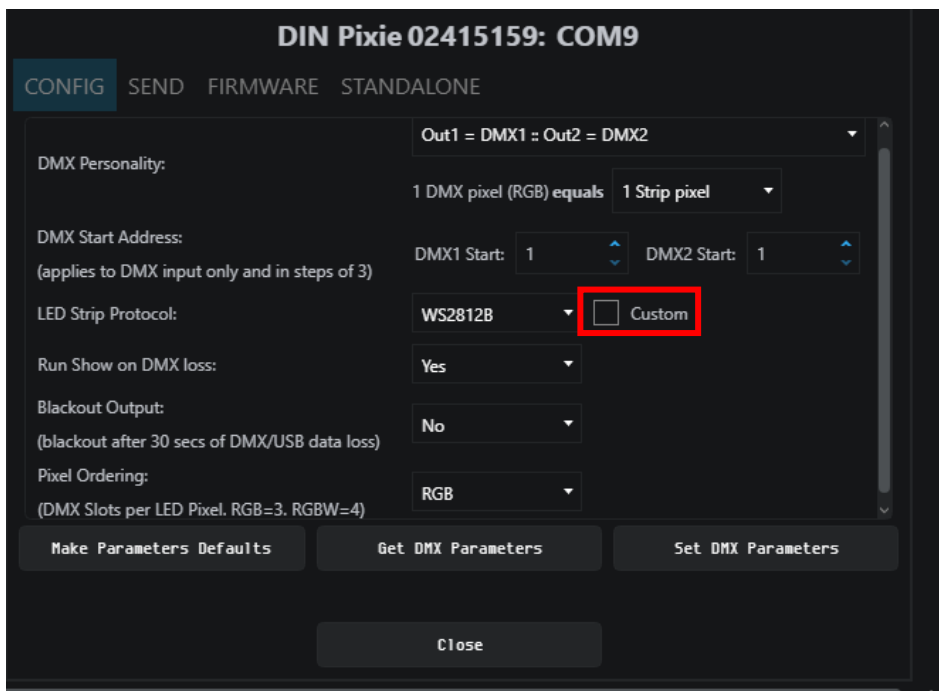 DIN Pixie 02415159: COM9
CONFIG SEND FIRMWARE STANDALONE
Out1 = DMX1 :: Out2 = DMX2
DMX Personality:
1 DMX pixel (RGB) equals 1 Strip pixel
DMX Start Address:
(applies to DMX input only and in steps of 3)
DMX1 Start: 1 DMX2 Start: 1
LED Strip Protocol: WS2812B Custom
Run Show on DMX loss: Yes
Blackout Output:
(blackout after 30 secs of DMX/USB data loss)
No
Pixel Ordering:
(DMX Slots per LED Pixel. RGB=3. RGBW=4)
RGB
Make Parameters Defaults Get DMX Parameters Set DMX Parameters
Close